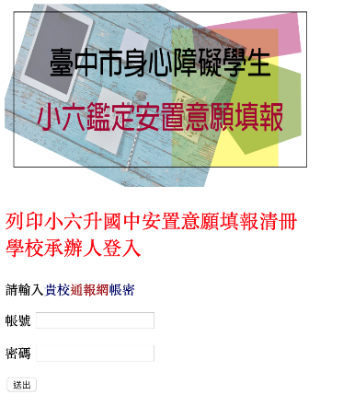 臺中市身心障礙學生
小六鑑定安置意願填報
列印小六升國中安置意願填報清冊
學校承辦人登入
請輸入貴校通報網帳密
帳號
密碼
送出